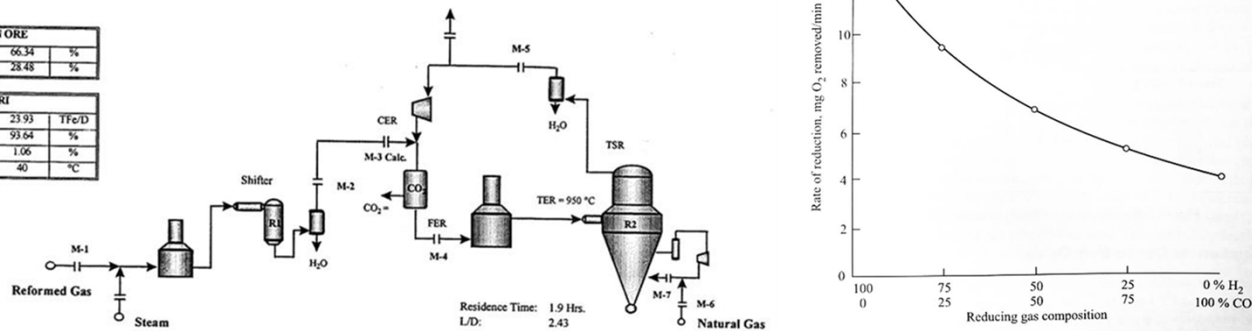 ORE
66.34 %
28.48 %
RI
23.93 TFe/D
93.64 %
1.06 %
40 °C
M-1
Reformed Gas
Steam
Shifter
R1
H₂O
M-2
CER
M-3 Calc.
CO₂
CO₂ =
FER
M-4
M-5
H₂O
TSR
TER = 950 °C
R2
M-7
M-6
Natural Gas
Residence Time: 1.9 Hrs.
L/D: 2.43
Rate of reduction, mg O₂ removed/min
10
8
6
4
2
0
100 75 50 25 0 % H₂
0 25 50 75 100 % CO
Reducing gas composition